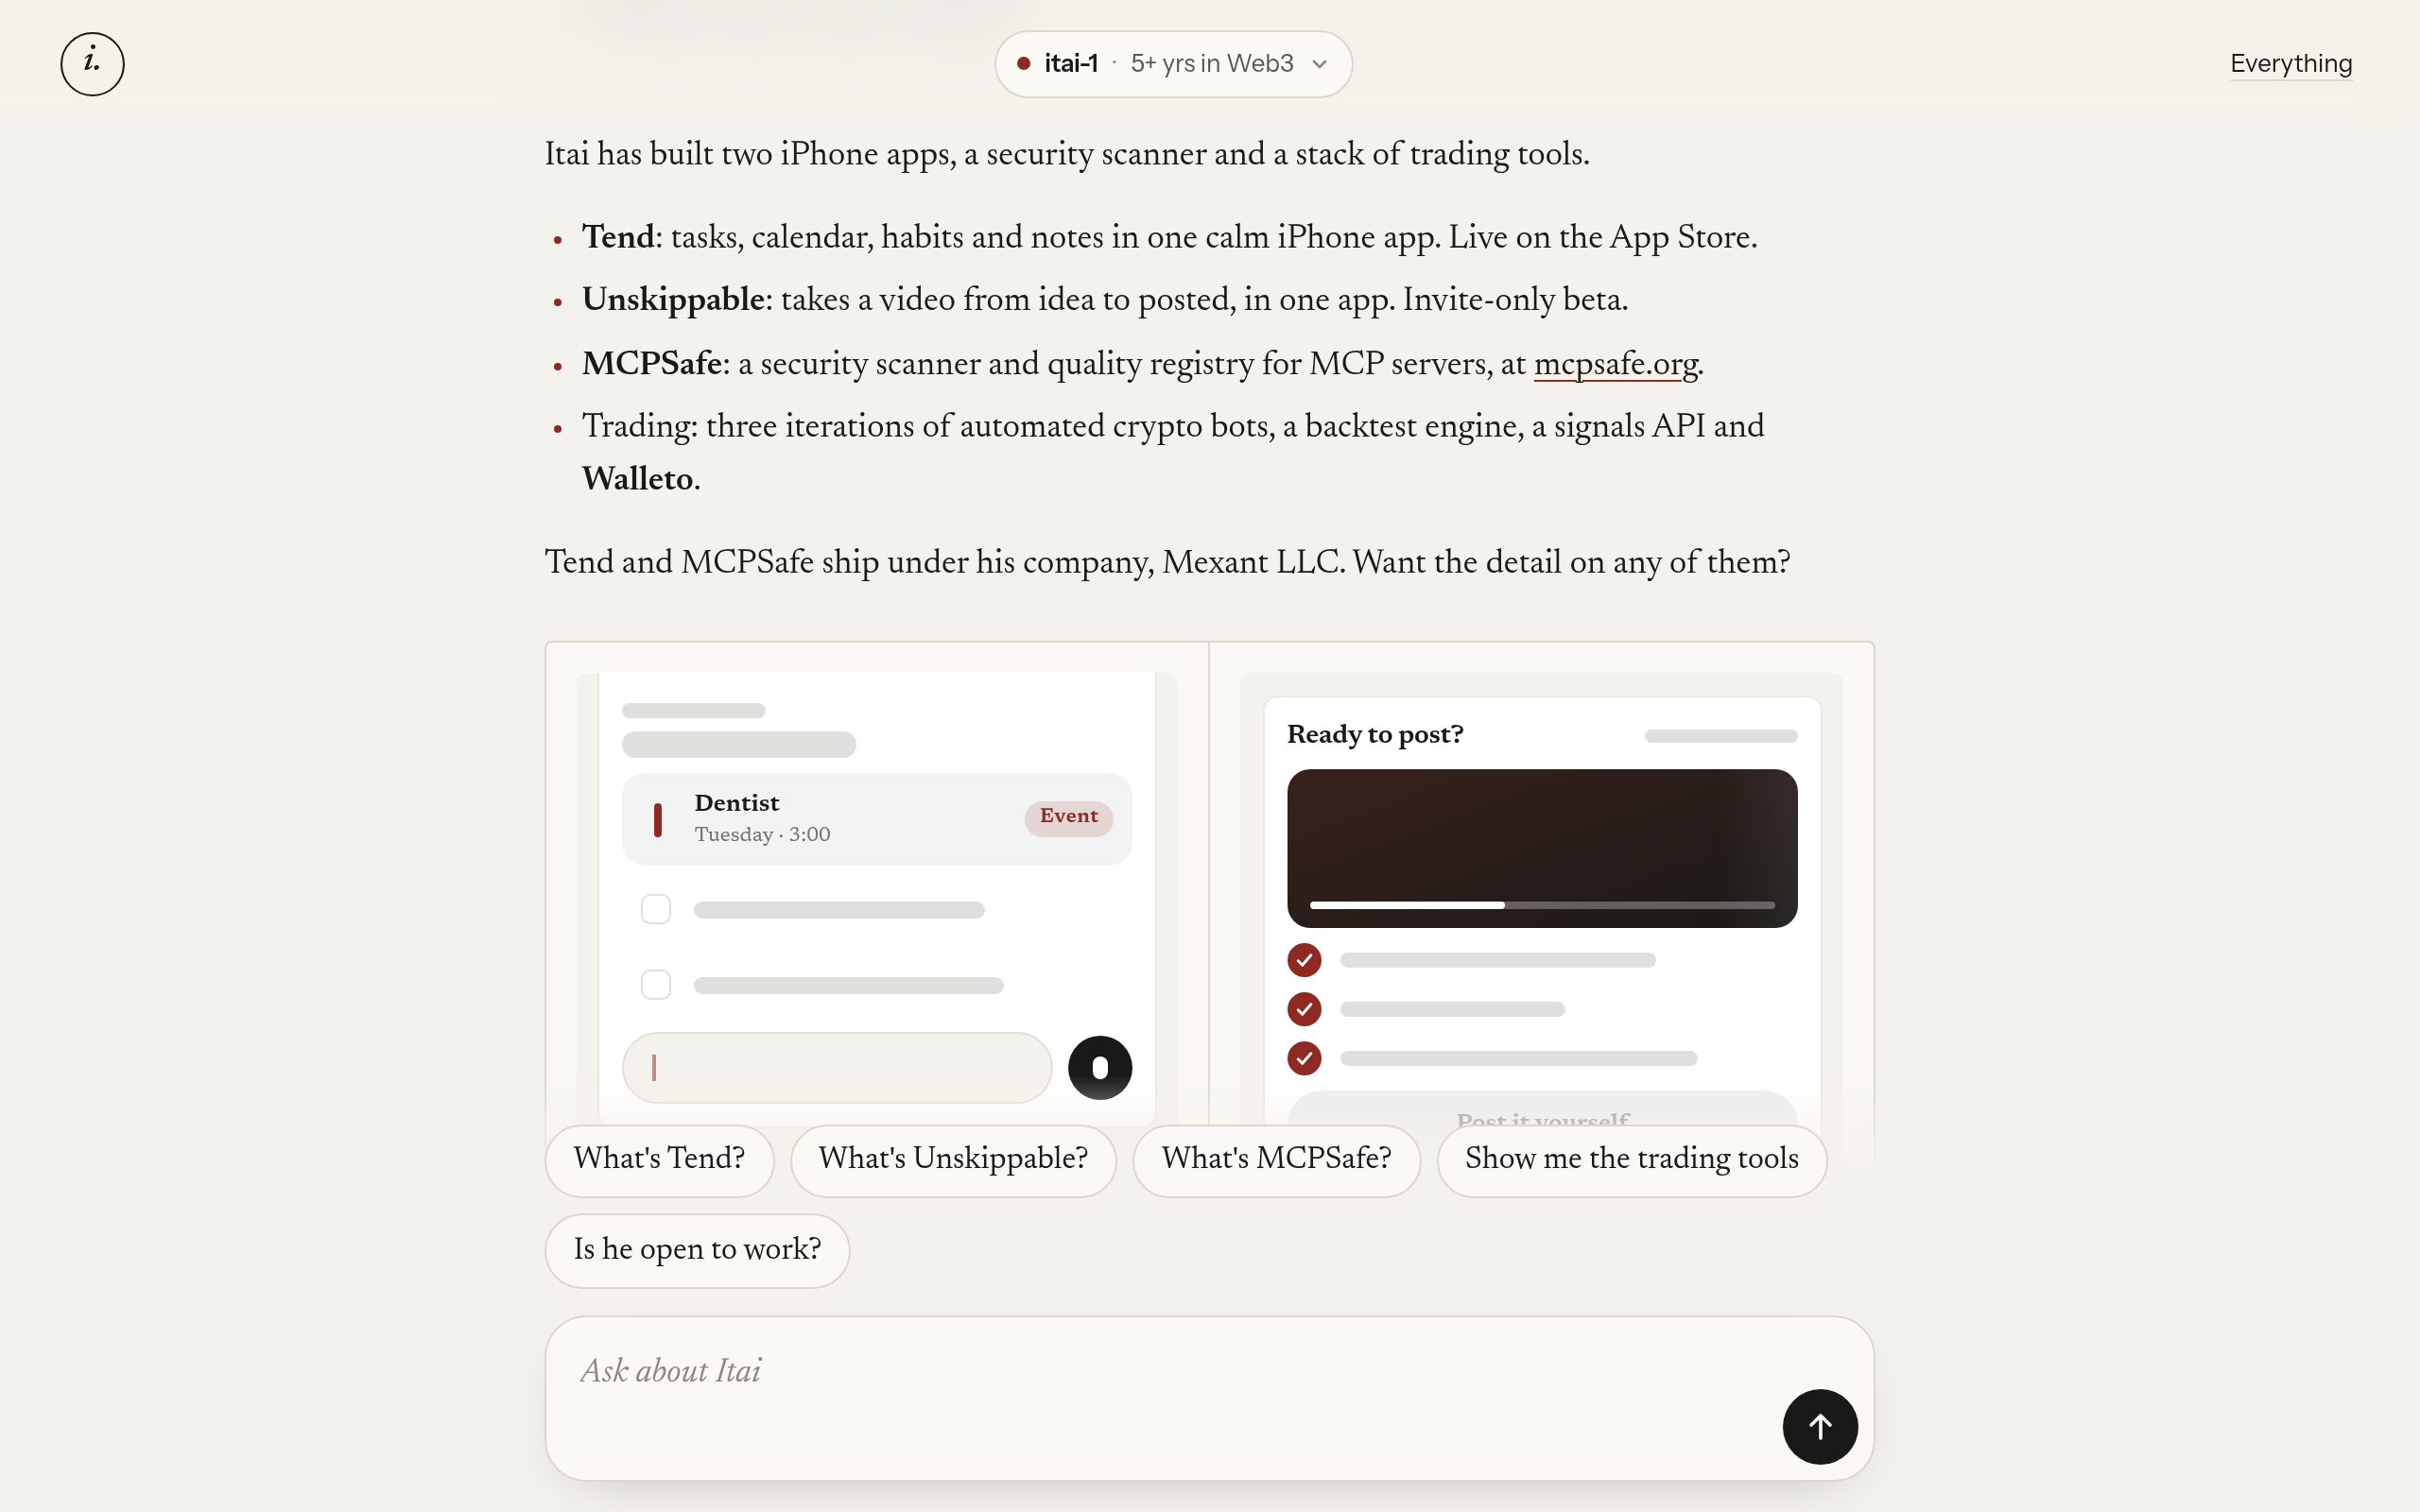 i.
itai-1 · 5+ yrs in Web3
Everything
Itai has built two iPhone apps, a security scanner and a stack of trading tools.
• Tend: tasks, calendar, habits and notes in one calm iPhone app. Live on the App Store.
• Unskippable: takes a video from idea to posted, in one app. Invite-only beta.
• MCPSafe: a security scanner and quality registry for MCP servers, at mcpsafe.org.
• Trading: three iterations of automated crypto bots, a backtest engine, a signals API and
Walleto.
Tend and MCPSafe ship under his company, Mexant LLC. Want the detail on any of them?
Dentist
Tuesday · 3:00
Event
Ready to post?
Post it yourself
What's Tend?
What's Unskippable?
What's MCPSafe?
Show me the trading tools
Is he open to work?
Ask about Itai